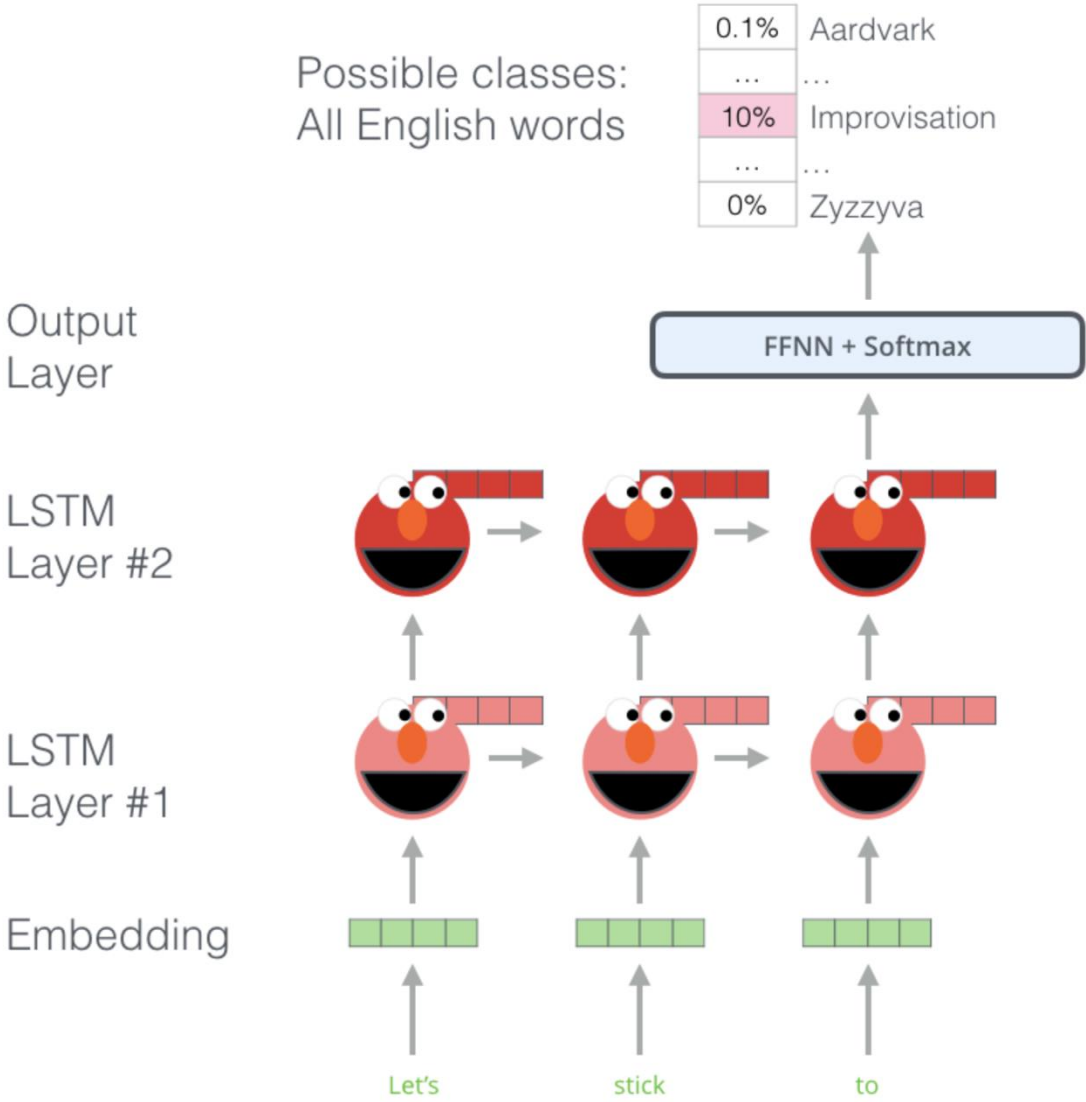 0.1% Aardvark
Possible classes:
... ...
All English words
10% Improvisation
... ...
0% Zyzzyva
Output
Layer
FFNN + Softmax
LSTM
Layer #2
LSTM
Layer #1
Embedding
Let's stick to